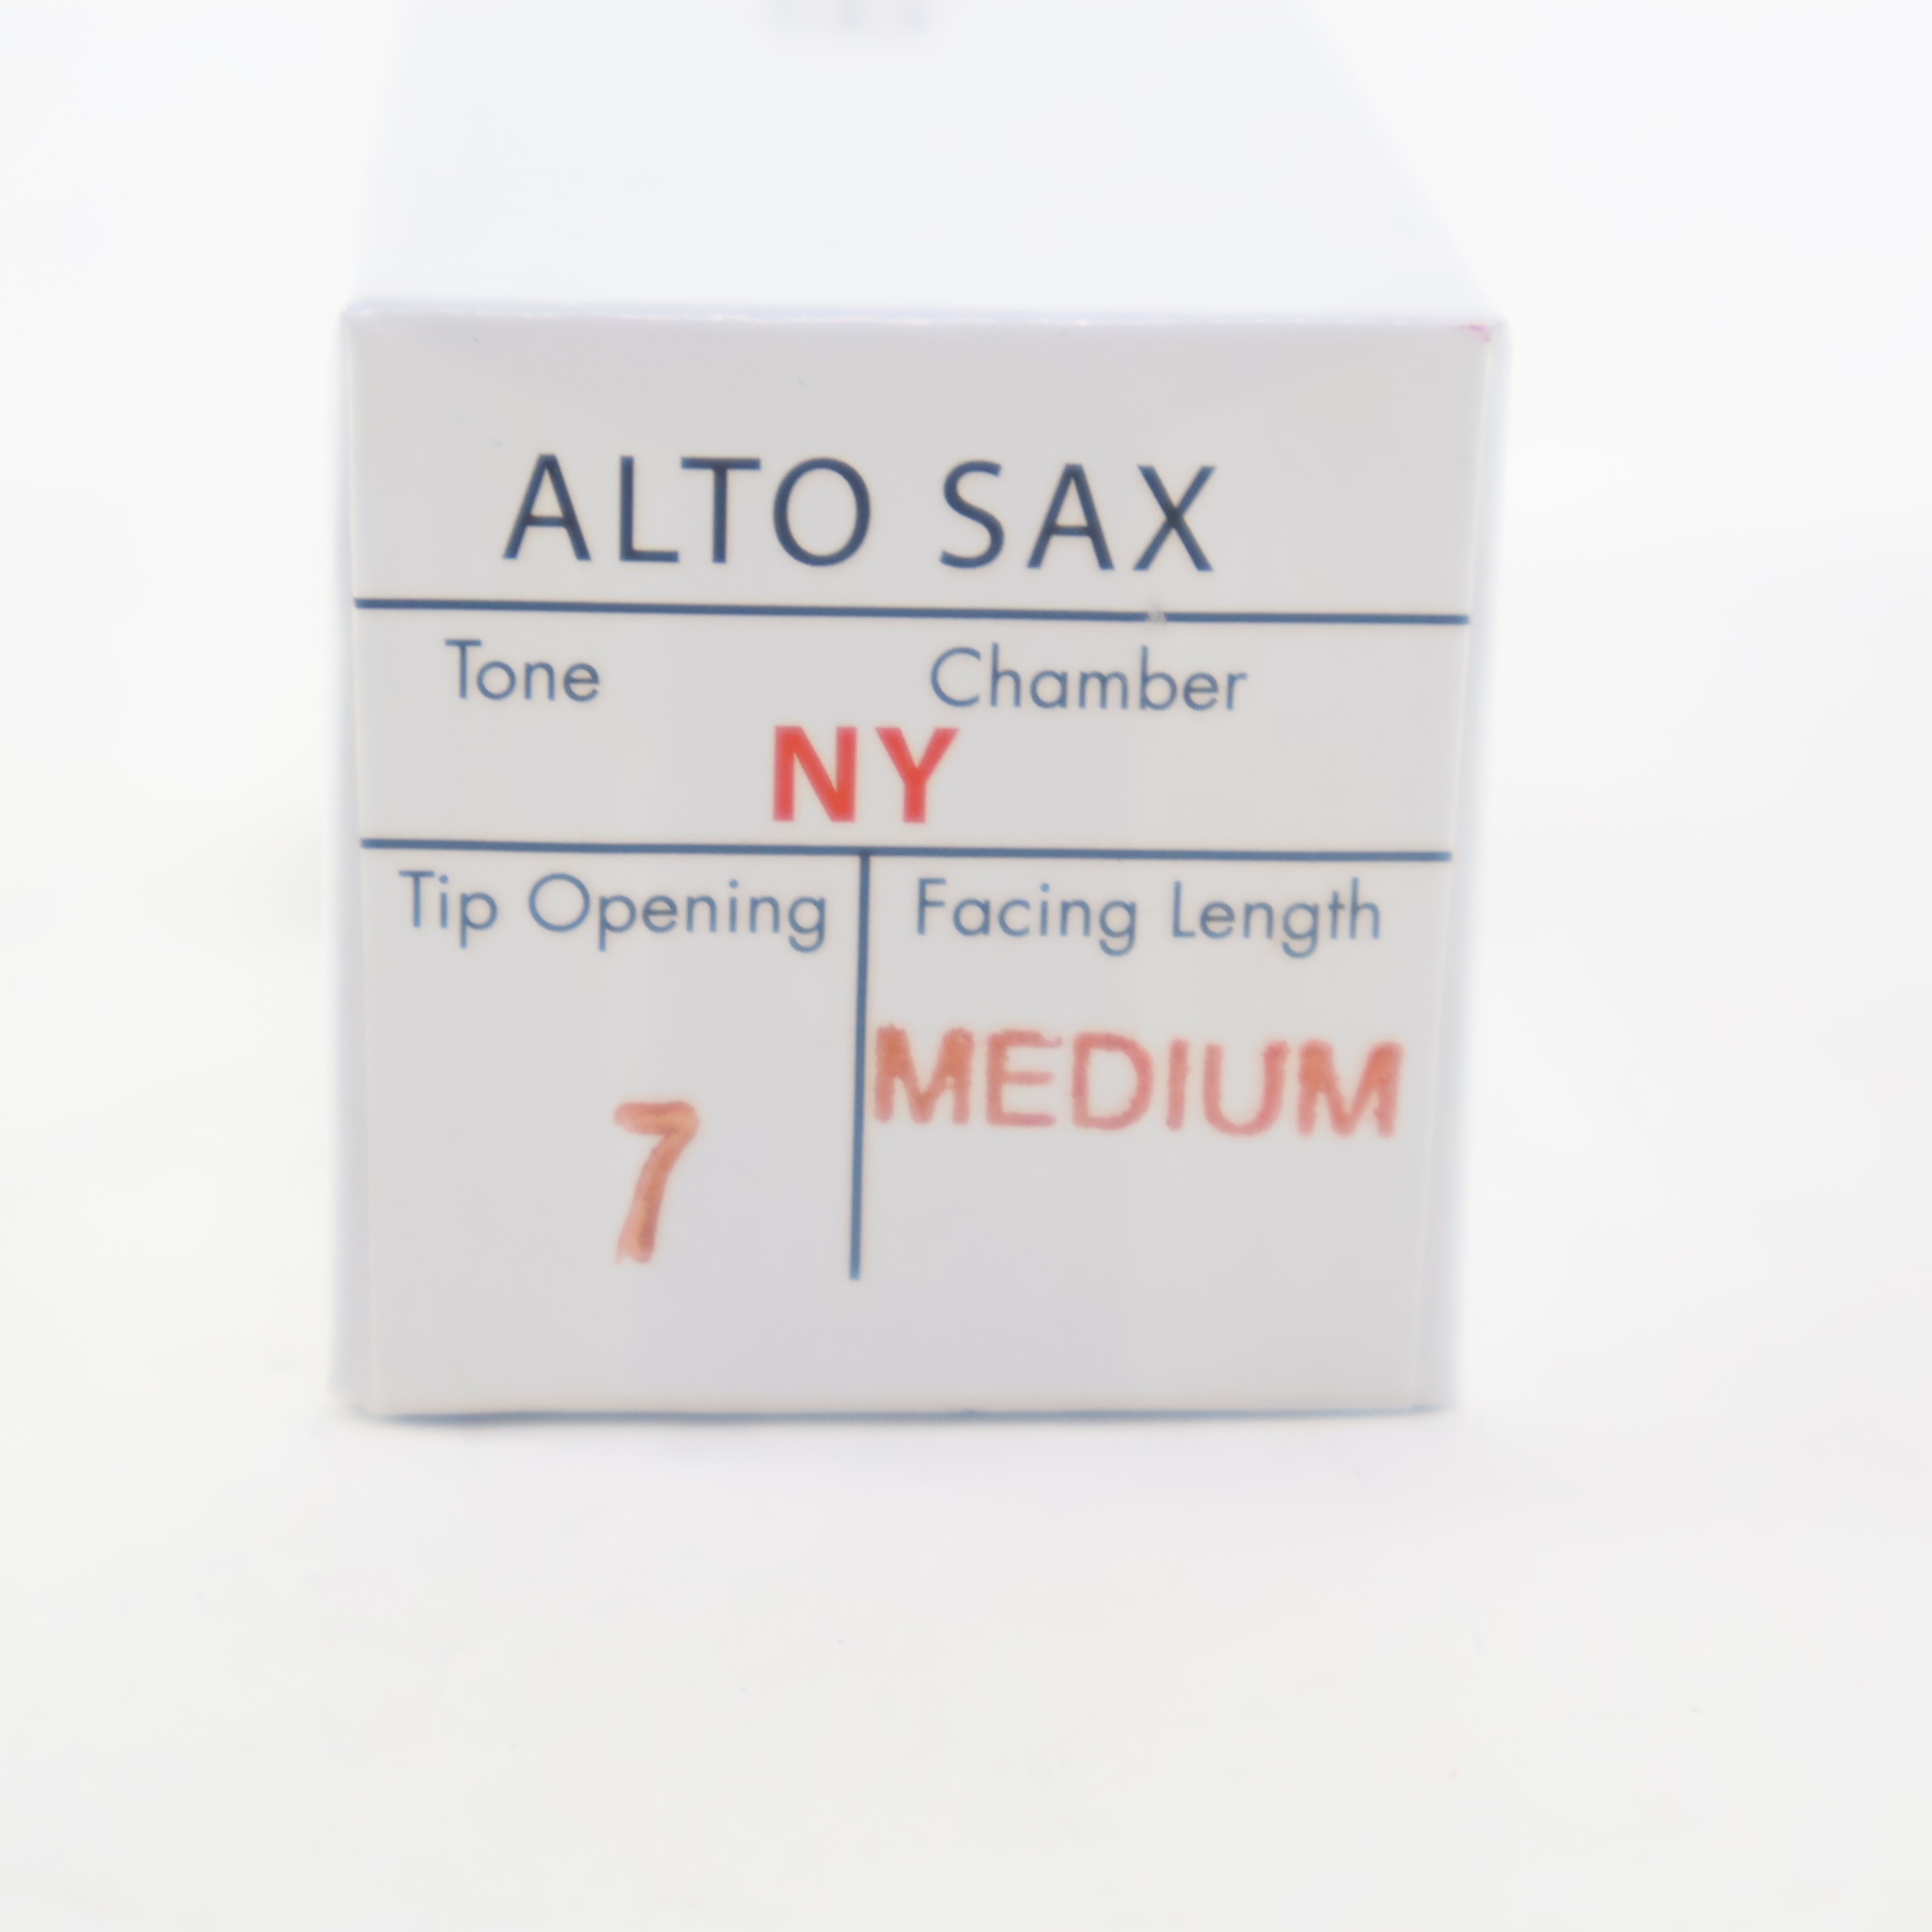 ALTO SAX
Tone Chamber
NY
Tip Opening Facing Length
MEDIUM
7